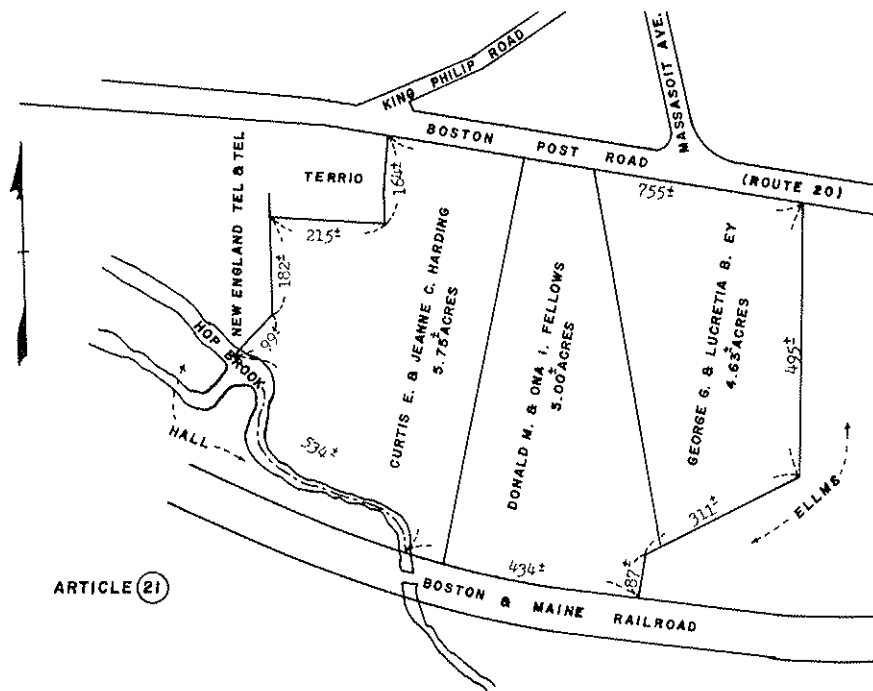 KING PHILIP ROAD
MASSASOIT AVE.
BOSTON POST ROAD (ROUTE 20)
755±
TERRIO
164±
215±
NEW ENGLAND TEL & TEL
182±
99±
HOP BROOK
HALL
534±
CURTIS E. & JEANNE C. HARDING
5.75± ACRES
DONALD M. & ONA I. FELLOWS
5.00± ACRES
GEORGE G. & LUCRETIA B. EY
4.63± ACRES
495±
311±
ELLMS
87±
434±
BOSTON & MAINE RAILROAD
ARTICLE 21